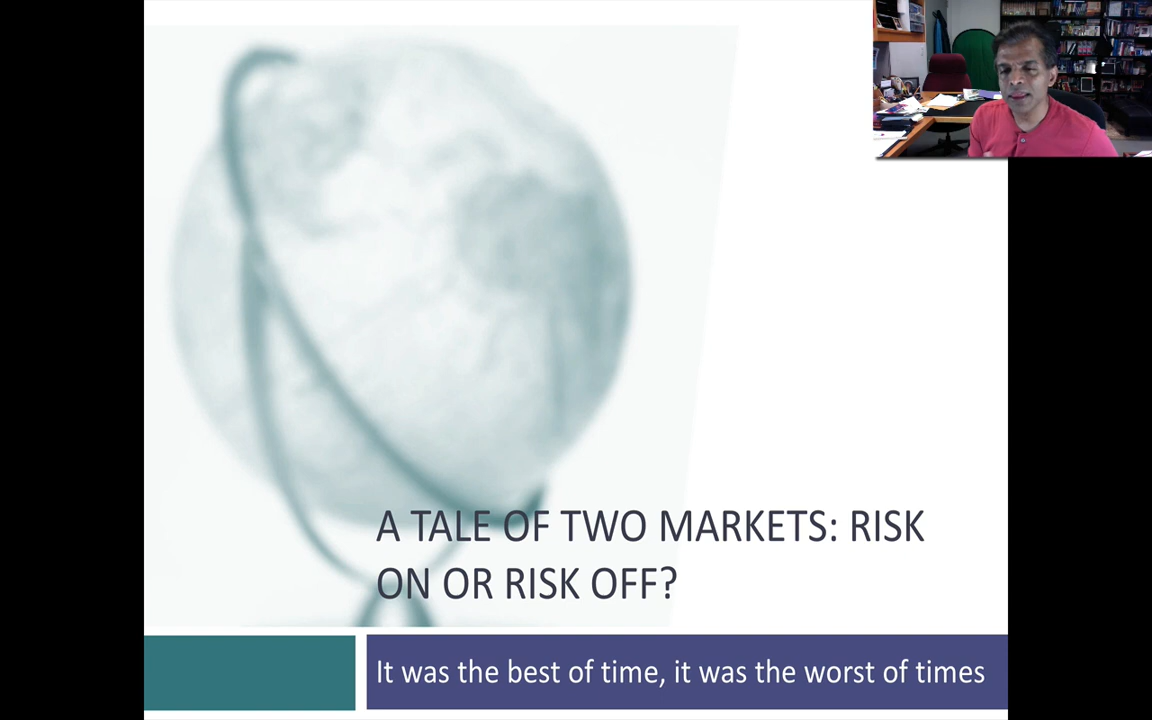 A TALE OF TWO MARKETS: RISK
ON OR RISK OFF?
It was the best of time, it was the worst of times